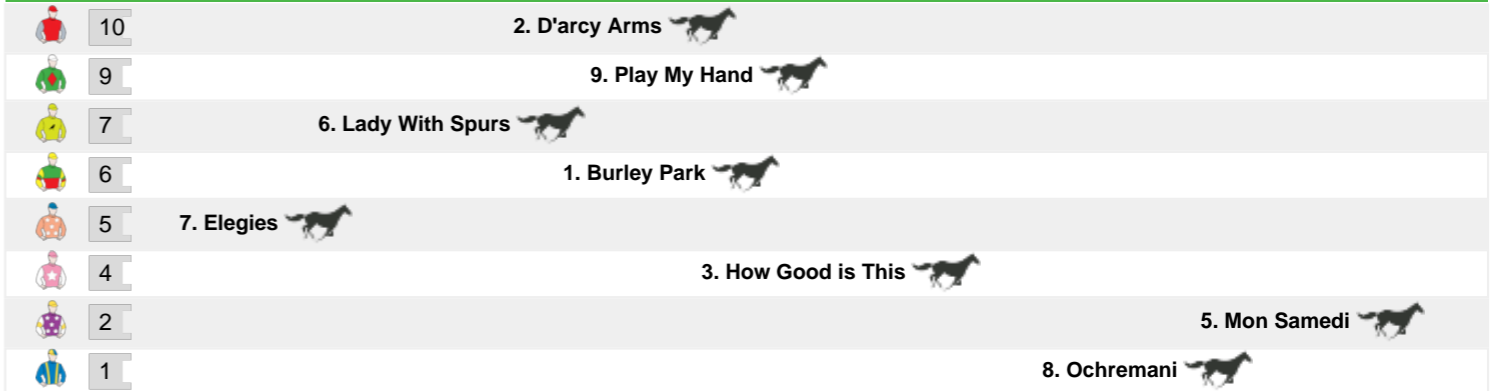 10 2. D'arcy Arms
9 9. Play My Hand
7 6. Lady With Spurs
6 1. Burley Park
5 7. Elegies
4 3. How Good is This
2 5. Mon Samedi
1 8. Ochremani